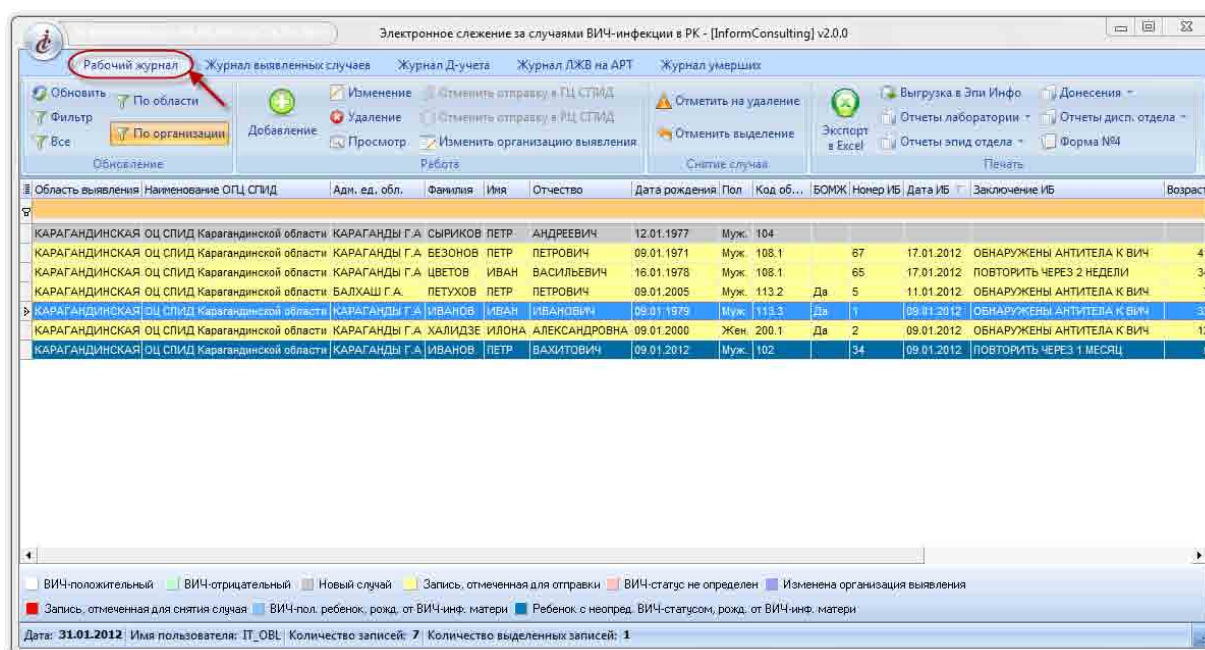 Электронное слежение за случаями ВИЧ-инфекции в РК - [InformConsulting] v2.0.0
Рабочий журнал Журнал выявленных случаев Журнал Д-учета Журнал ЛЖВ на АРТ Журнал умерших
Обновить По области Добавление Изменение Отменить отправку в ГЦ СПИД Отметить на удаление Экспорт в Excel Выгрузка в Эпи Инфо Донесения
Фильтр Удаление Отменить отправку в РЦ СПИД Отчеты лаборатории Отчеты дисп. отдела
Все По организации Просмотр Изменить организацию выявления Отменить выделение Отчеты эпид отдела Форма №4
Обновление Работа Снятие случая Печать
Область выявления Наименование ОГЦ СПИД Адм. ед. обл. Фамилия Имя Отчество Дата рождения Пол Код об... БОМЖ Номер ИБ Дата ИБ Заключение ИБ Возраст
КАРАГАНДИНСКАЯ ОЦ СПИД Карагандинской области КАРАГАНДЫ Г.А СЫРИКОВ ПЕТР АНДРЕЕВИЧ 12.01.1977 Муж. 104
КАРАГАНДИНСКАЯ ОЦ СПИД Карагандинской области КАРАГАНДЫ Г.А БЕЗОНОВ ПЕТР ПЕТРОВИЧ 09.01.1971 Муж. 108.1 67 17.01.2012 ОБНАРУЖЕНЫ АНТИТЕЛА К ВИЧ 4
КАРАГАНДИНСКАЯ ОЦ СПИД Карагандинской области КАРАГАНДЫ Г.А ЦВЕТОВ ИВАН ВАСИЛЬЕВИЧ 16.01.1978 Муж. 108.1 65 17.01.2012 ПОВТОРИТЬ ЧЕРЕЗ 2 НЕДЕЛИ 34
КАРАГАНДИНСКАЯ ОЦ СПИД Карагандинской области БАЛХАШ Г.А. ПЕТУХОВ ПЕТР ПЕТРОВИЧ 09.01.2005 Муж. 113.2 Да 5 11.01.2012 ОБНАРУЖЕНЫ АНТИТЕЛА К ВИЧ
КАРАГАНДИНСКАЯ ОЦ СПИД Карагандинской области КАРАГАНДЫ Г.А ИВАНОВ ИВАН ИВАНОВИЧ 09.01.1979 Муж. 113.3 Да 1 09.01.2012 ОБНАРУЖЕНЫ АНТИТЕЛА К ВИЧ
КАРАГАНДИНСКАЯ ОЦ СПИД Карагандинской области КАРАГАНДЫ Г.А ХАЛИДЗЕ ИЛОНА АЛЕКСАНДРОВНА 09.01.2000 Жен. 200.1 Да 2 09.01.2012 ОБНАРУЖЕНЫ АНТИТЕЛА К ВИЧ
КАРАГАНДИНСКАЯ ОЦ СПИД Карагандинской области КАРАГАНДЫ Г.А ИВАНОВ ПЕТР ВАХИТОВИЧ 09.01.2012 Муж. 102 34 09.01.2012 ПОВТОРИТЬ ЧЕРЕЗ 1 МЕСЯЦ
ВИЧ-положительный ВИЧ-отрицательный Новый случай Запись, отмеченная для отправки ВИЧ-статус не определен Изменена организация выявления
Запись, отмеченная для снятия случая ВИЧ-пол. ребенок, рожд. от ВИЧ-инф. матери Ребенок с неопред. ВИЧ-статусом, рожд. от ВИЧ-инф. матери
Дата: 31.01.2012 Имя пользователя: IT_OBL Количество записей: 7 Количество выделенных записей: 1